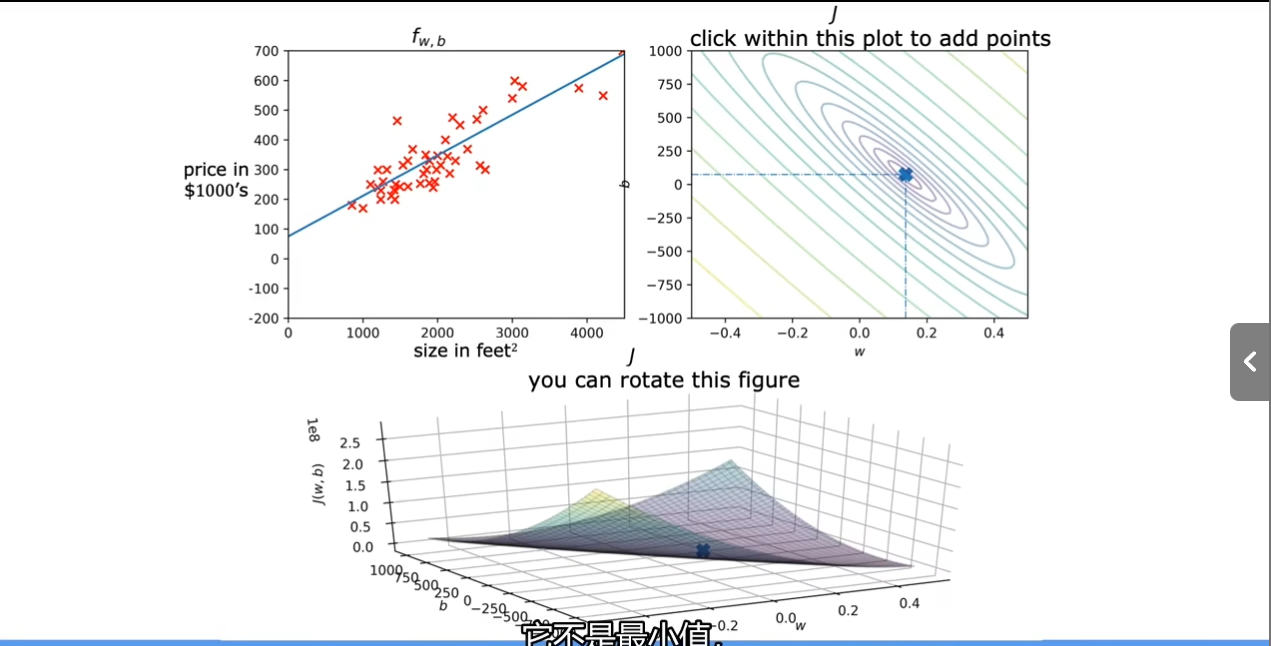 J
f w, b
click within this plot to add points
700
600
500
400
300
200
100
0
-100
-200
price in
$1000's
0 1000 2000 3000 4000
size in feet²
1000
750
500
250
0
−250
−500
−750
−1000
b
−0.4 −0.2 0.0 0.2 0.4
w
J
you can rotate this figure
1e8
2.5
2.0
1.5
1.0
0.5
0.0
J(w, b)
1000
750
500
250
0
−250
−500
b
-0.2
0.0
0.2
0.4
w
它不是最小值，